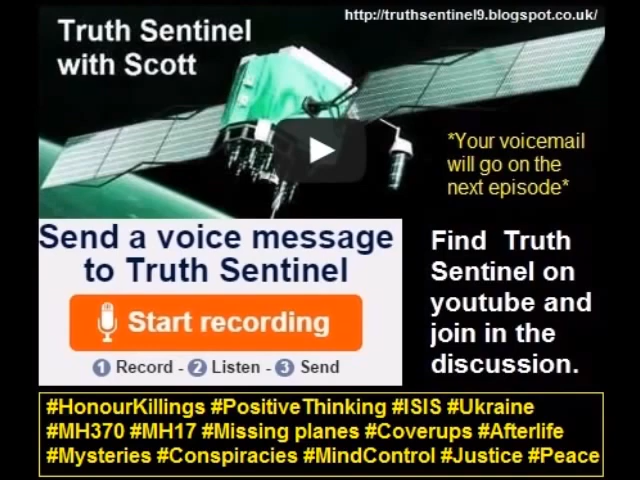 http://truthsentinel9.blogspot.co.uk/
Truth Sentinel
with Scott
*Your voicemail
will go on the
next episode*
Send a voice message
to Truth Sentinel
Start recording
1 Record - 2 Listen - 3 Send
Find Truth
Sentinel on
youtube and
join in the
discussion.
#HonourKillings #PositiveThinking #ISIS #Ukraine
#MH370 #MH17 #Missing planes #Coverups #Afterlife
#Mysteries #Conspiracies #MindControl #Justice #Peace